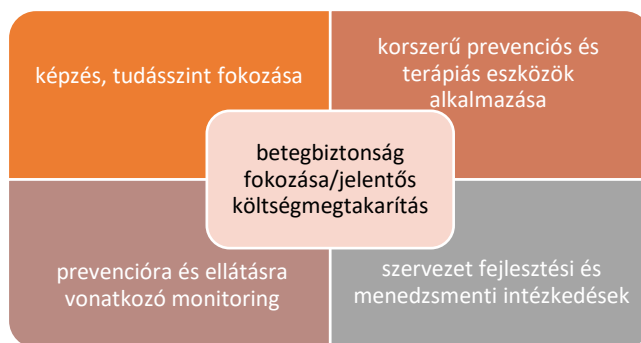 képzés, tudásszint fokozása
korszerű prevenciós és
terápiás eszközök
alkalmazása
betegbiztonság
fokozása/jelentős
költségmegtakarítás
prevencióra és ellátásra
vonatkozó monitoring
szervezet fejlesztési és
menedzsmenti intézkedések